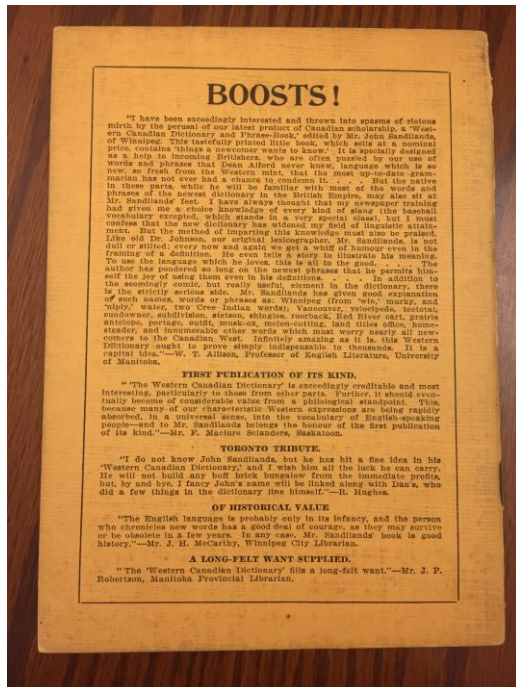 BOOSTS!
"I have been exceedingly interested and thrown into spasms of riotous
mirth by the perusal of our latest product of Canadian scholarship, a 'West-
ern Canadian Dictionary and Phrase-Book,' edited by Mr. John Sandilands,
of Winnipeg. This tastefully printed little book, which sells at a nominal
price, contains 'things a newcomer wants to know.' It is specially designed
as a help to incoming Britishers, who are often puzzled by our use of
words and phrases that Dean Alford never knew, language which is so
new, so fresh from the Western mint, that the most up-to-date gram-
marian has not ever had a chance to condemn it. . . . But the native
in these parts, while he will be familiar with most of the words and
phrases of the newest dictionary in the British Empire, may also sit at
Mr. Sandilands' feet. I have always thought that my newspaper training
had given me a choice knowledge of every kind of slang (the baseball
vocabulary excepted, which stands in a very special class), but I must
confess that the new dictionary has widened my field of linguistic attain-
ment. But the method of imparting this knowledge must also be praised.
Like old Dr. Johnson, our original lexicographer, Mr. Sandilands, is not
dull or stilted; every now and again we get a whiff of humour even in the
framing of a definition. He even tells a story to illustrate his meaning.
To use the language which he loves, this is all to the good. . . . The
author has pondered so long on the newest phrases that he permits him-
self the joy of using them even in his definitions. . . . In addition to
the seemingly comic, but really useful, element in the dictionary, there
is the strictly serious side. Mr. Sandilands has given good explanation
of such names, words or phrases as: Winnipeg (from 'win,' murky, and
'nipiy,' water, two Cree Indian words); Vancouver, velocipede, teetotal,
sundowner, subdivision, stetson, shingles, roorback, Red River cart, prairie
antelope, portage, outfit, musk-ox, melon-cutting, land titles office, home-
steader, and innumerable other words which must worry nearly all new-
comers to the Canadian West. Infinitely amazing as it is, this Western
Dictionary ought to prove simply indispensable to thousands. It is a
capital idea."—W. T. Allison, Professor of English Literature, University
of Manitoba.
FIRST PUBLICATION OF ITS KIND.
"'The Western Canadian Dictionary' is exceedingly creditable and most
interesting, particularly to those from other parts. Further, it should even-
tually become of considerable value from a philological standpoint. This,
because many of our characteristic Western expressions are being rapidly
absorbed, in a universal sense, into the vocabulary of English-speaking
people—and to Mr. Sandilands belongs the honour of the first publication
of its kind."—Mr. F. Maclure Sclanders, Saskatoon.
TORONTO TRIBUTE.
"I do not know John Sandilands, but he has hit a fine idea in his
'Western Canadian Dictionary,' and I wish him all the luck he can carry.
He will not build any buff brick bungalow from the immediate profits,
but, by and bye, I fancy John's name will be linked along with Dan's, who
did a few things in the dictionary line himself."—R. Hughes.
OF HISTORICAL VALUE
"The English language is probably only in its infancy, and the person
who chronicles new words has a good deal of courage, as they may survive
or be obsolete in a few years. In any case, Mr. Sandilands' book is good
history."—Mr. J. H. McCarthy, Winnipeg City Librarian.
A LONG-FELT WANT SUPPLIED.
"The 'Western Canadian Dictionary' fills a long-felt want."—Mr. J. P.
Robertson, Manitoba Provincial Librarian.